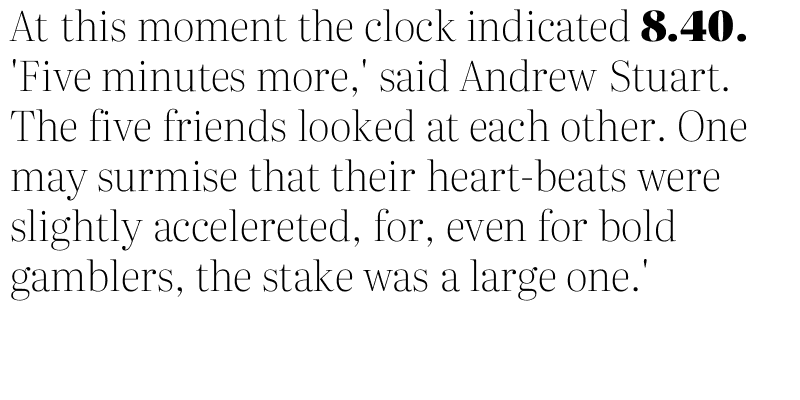 At this moment the clock indicated 8.40.
'Five minutes more,' said Andrew Stuart.
The five friends looked at each other. One
may surmise that their heart-beats were
slightly accelereted, for, even for bold
gamblers, the stake was a large one.'